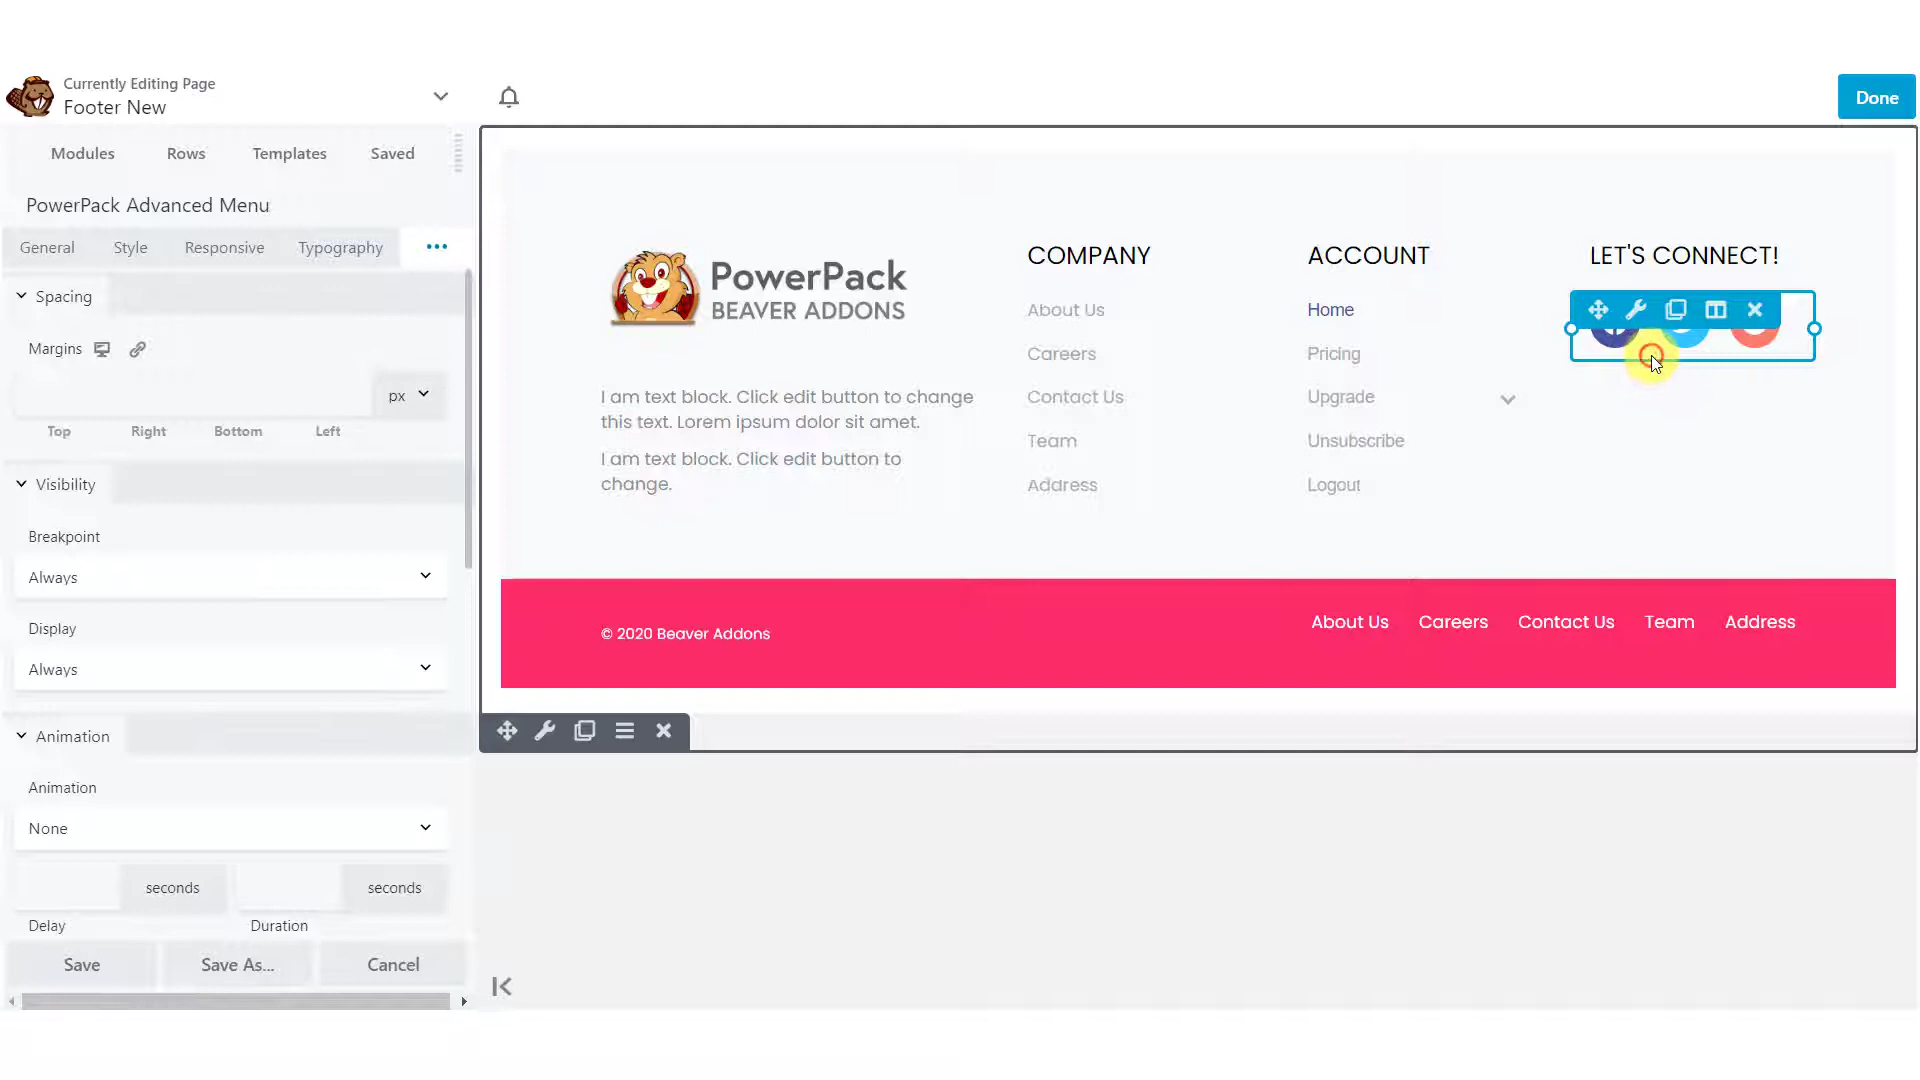 Currently Editing Page
Footer New
Done
Modules Rows Templates Saved
PowerPack Advanced Menu
General Style Responsive Typography
Spacing
Margins
px
Top Right Bottom Left
Visibility
Breakpoint
Always
Display
Always
Animation
Animation
None
seconds seconds
Delay Duration
Save Save As... Cancel
PowerPack
BEAVER ADDONS
I am text block. Click edit button to change
this text. Lorem ipsum dolor sit amet.
I am text block. Click edit button to
change.
COMPANY
About Us
Careers
Contact Us
Team
Address
ACCOUNT
Home
Pricing
Upgrade
Unsubscribe
Logout
LET'S CONNECT!
© 2020 Beaver Addons
About Us Careers Contact Us Team Address